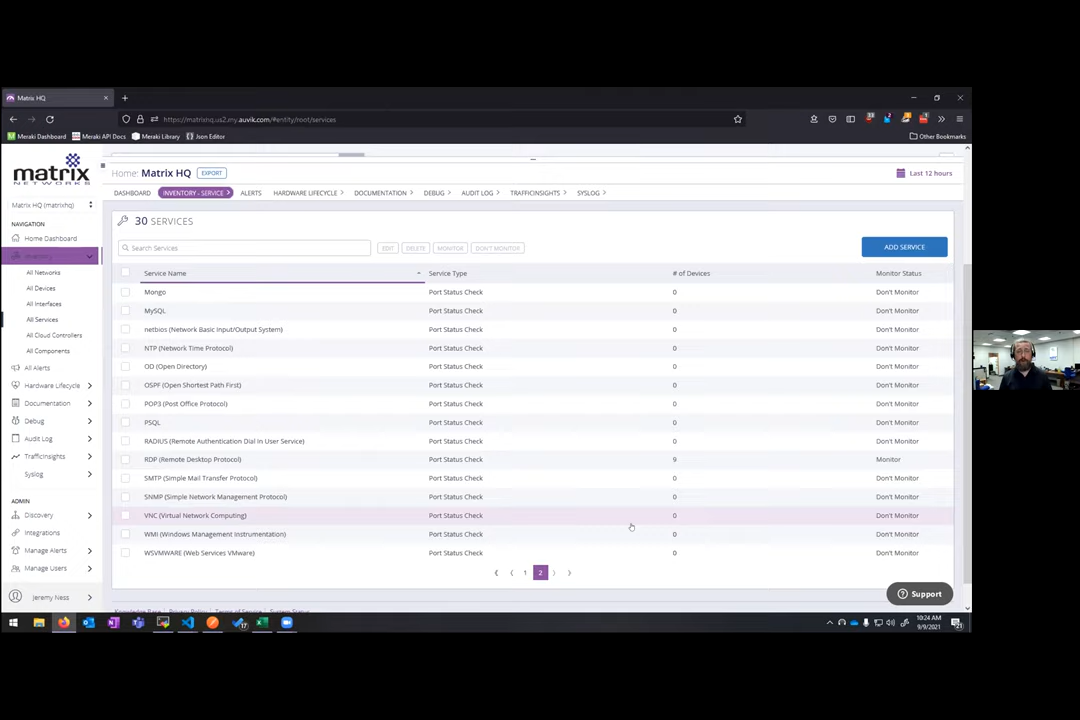 Matrix HQ
https://matrixhq.us2.my.auvik.com/#entity/root/services
Meraki Dashboard Meraki API Docs Meraki Library Json Editor Other Bookmarks
matrix
NETWORKS
Home: Matrix HQ EXPORT Last 12 hours
DASHBOARD INVENTORY - SERVICE ALERTS HARDWARE LIFECYCLE DOCUMENTATION DEBUG AUDIT LOG TRAFFICINSIGHTS SYSLOG
Matrix HQ (matrixhq)
NAVIGATION
Home Dashboard
Inventory
All Networks
All Devices
All Interfaces
All Services
All Cloud Controllers
All Components
All Alerts
Hardware Lifecycle
Documentation
Debug
Audit Log
TrafficInsights
Syslog
ADMIN
Discovery
Integrations
Manage Alerts
Manage Users
Jeremy Ness
30 SERVICES
Search Services EDIT DELETE MONITOR DON'T MONITOR ADD SERVICE
Service Name Service Type # of Devices Monitor Status
Mongo Port Status Check 0 Don't Monitor
MySQL Port Status Check 0 Don't Monitor
netbios (Network Basic Input/Output System) Port Status Check 0 Don't Monitor
NTP (Network Time Protocol) Port Status Check 0 Don't Monitor
OD (Open Directory) Port Status Check 0 Don't Monitor
OSPF (Open Shortest Path First) Port Status Check 0 Don't Monitor
POP3 (Post Office Protocol) Port Status Check 0 Don't Monitor
PSQL Port Status Check 0 Don't Monitor
RADIUS (Remote Authentication Dial In User Service) Port Status Check 0 Don't Monitor
RDP (Remote Desktop Protocol) Port Status Check 9 Monitor
SMTP (Simple Mail Transfer Protocol) Port Status Check 0 Don't Monitor
SNMP (Simple Network Management Protocol) Port Status Check 0 Don't Monitor
VNC (Virtual Network Computing) Port Status Check 0 Don't Monitor
WMI (Windows Management Instrumentation) Port Status Check 0 Don't Monitor
WSVMWARE (Web Services VMware) Port Status Check 0 Don't Monitor
1 2
Support
Knowledge Base Privacy Policy Terms of Service System Status
10:24 AM
9/9/2021